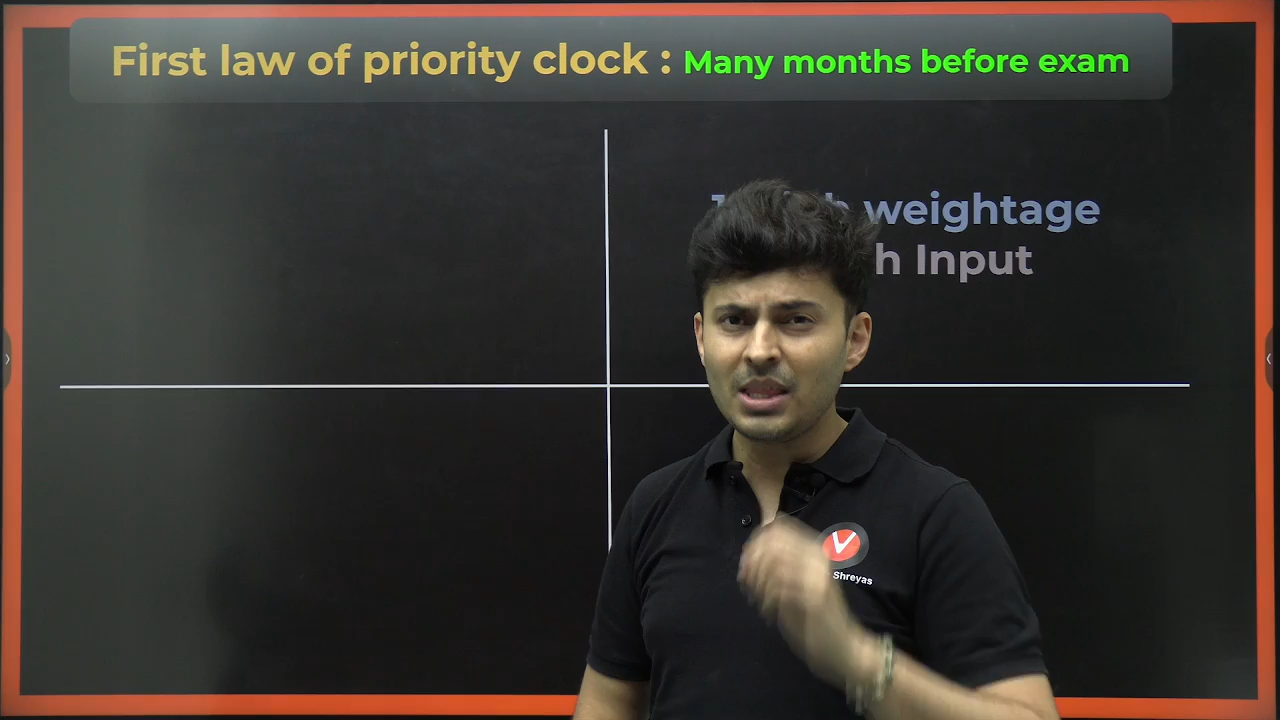 First law of priority clock : Many months before exam
weightage
Input
V
Shreyas